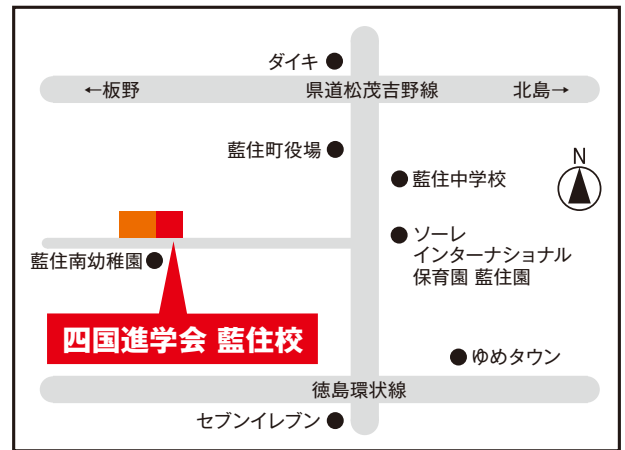 ダイキ
←板野
県道松茂吉野線
北島→
藍住町役場
N
藍住中学校
ソーレ
インターナショナル
保育園 藍住園
藍住南幼稚園
四国進学会 藍住校
ゆめタウン
徳島環状線
セブンイレブン